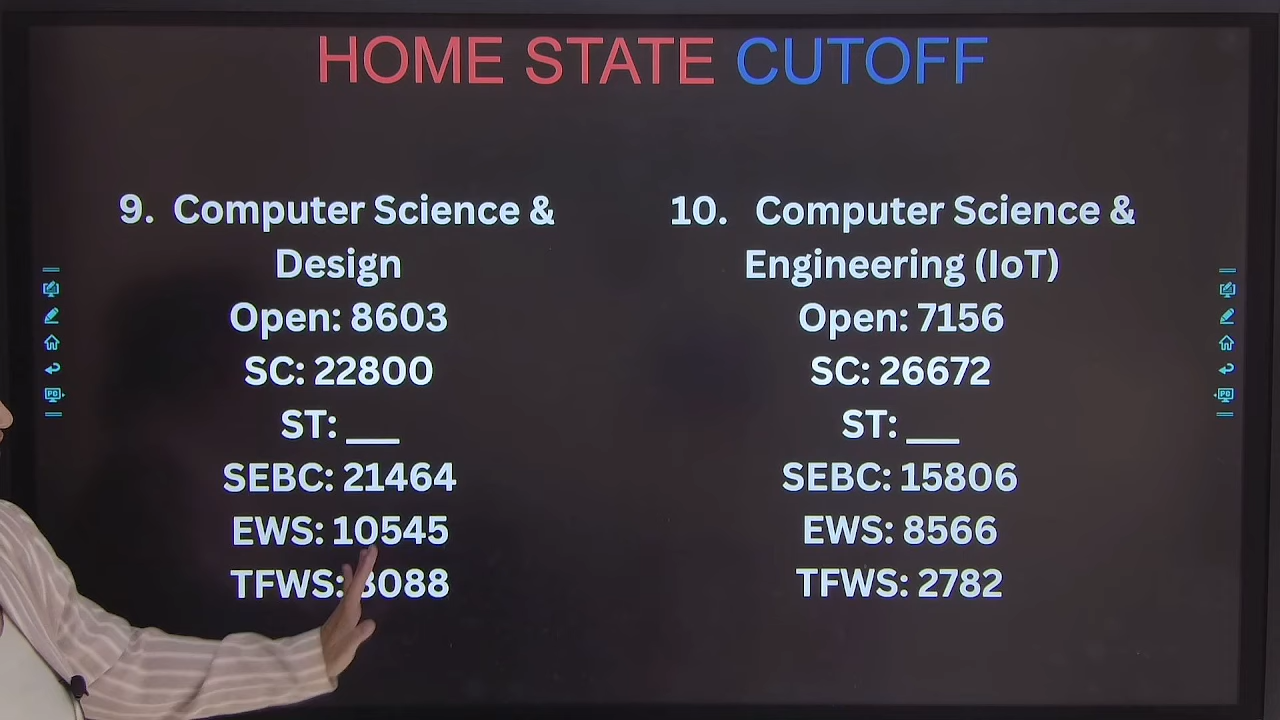 HOME STATE CUTOFF
9. Computer Science &
Design
Open: 8603
SC: 22800
ST: ___
SEBC: 21464
EWS: 10545
TFWS:
10. Computer Science &
Engineering (IoT)
Open: 7156
SC: 26672
ST: ___
SEBC: 15806
EWS: 8566
TFWS: 2782